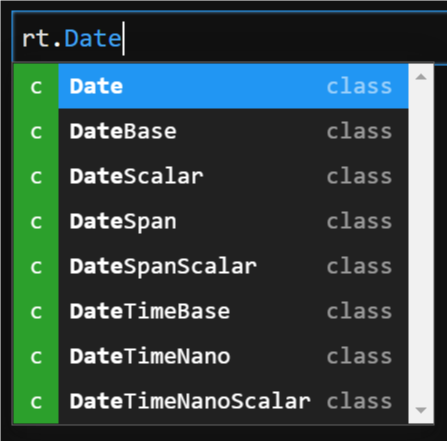 rt.Date
c Date class
c DateBase class
c DateScalar class
c DateSpan class
c DateSpanScalar class
c DateTimeBase class
c DateTimeNano class
c DateTimeNanoScalar class